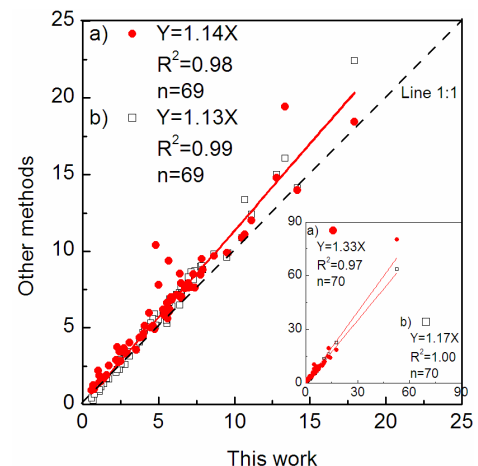 25
20
15
10
5
0
0
5
10
15
20
25
Other methods
This work
a) Y=1.14X
R²=0.98
n=69
b) Y=1.13X
R²=0.99
n=69
Line 1:1
90
60
30
0
0
30
60
90
a)
Y=1.33X
R²=0.97
n=70
b)
Y=1.17X
R²=1.00
n=70